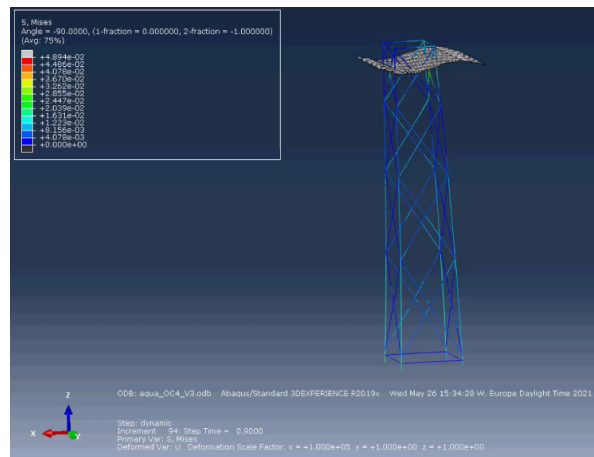 S, Mises
Angle = -90.0000, (1-fraction = 0.000000, 2-fraction = -1.000000)
(Avg: 75%)
+4.894e-02
+4.486e-02
+4.078e-02
+3.670e-02
+3.262e-02
+2.855e-02
+2.447e-02
+2.039e-02
+1.631e-02
+1.223e-02
+8.156e-03
+4.078e-03
+0.000e+00
Z
X
Y
ODB: aqua_OC4_V3.odb Abaqus/Standard 3DEXPERIENCE R2019x Wed May 26 15:34:28 W. Europe Daylight Time 2021
Step: dynamic
Increment 94: Step Time = 0.9000
Primary Var: S, Mises
Deformed Var: U Deformation Scale Factor: x = +1.000e+05 y = +1.000e+00 z = +1.000e+00